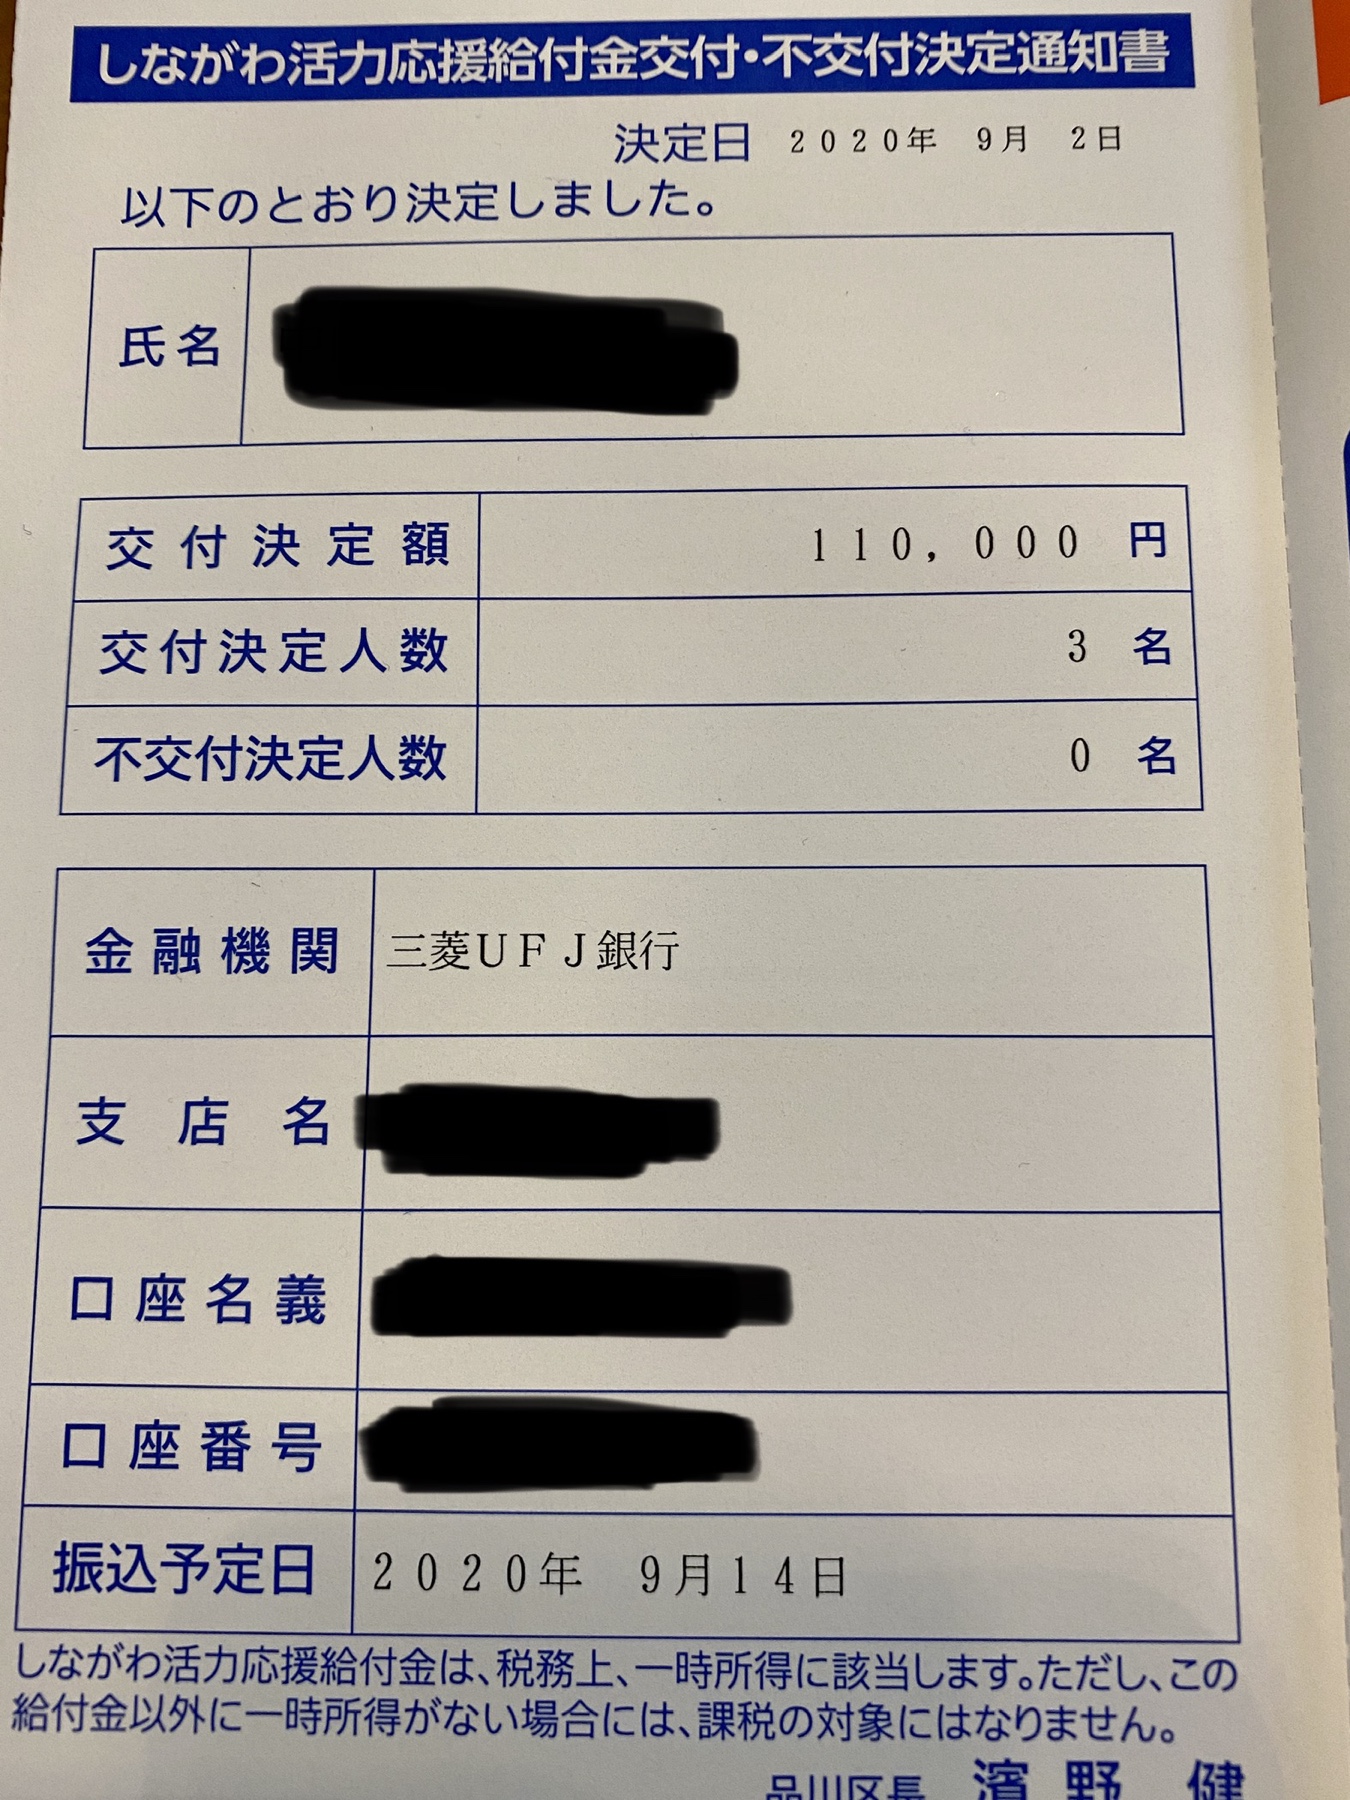 しながわ活力応援給付金交付・不交付決定通知書
決定日 2020年 9月 2日
以下のとおり決定しました。
氏名
交付決定額 110,000 円
交付決定人数 3 名
不交付決定人数 0 名
金融機関 三菱UFJ銀行
支店名
口座名義
口座番号
振込予定日 2020年 9月14日
しながわ活力応援給付金は、税務上、一時所得に該当します。ただし、この
給付金以外に一時所得がない場合には、課税の対象にはなりません。
品川区長 濱野 健